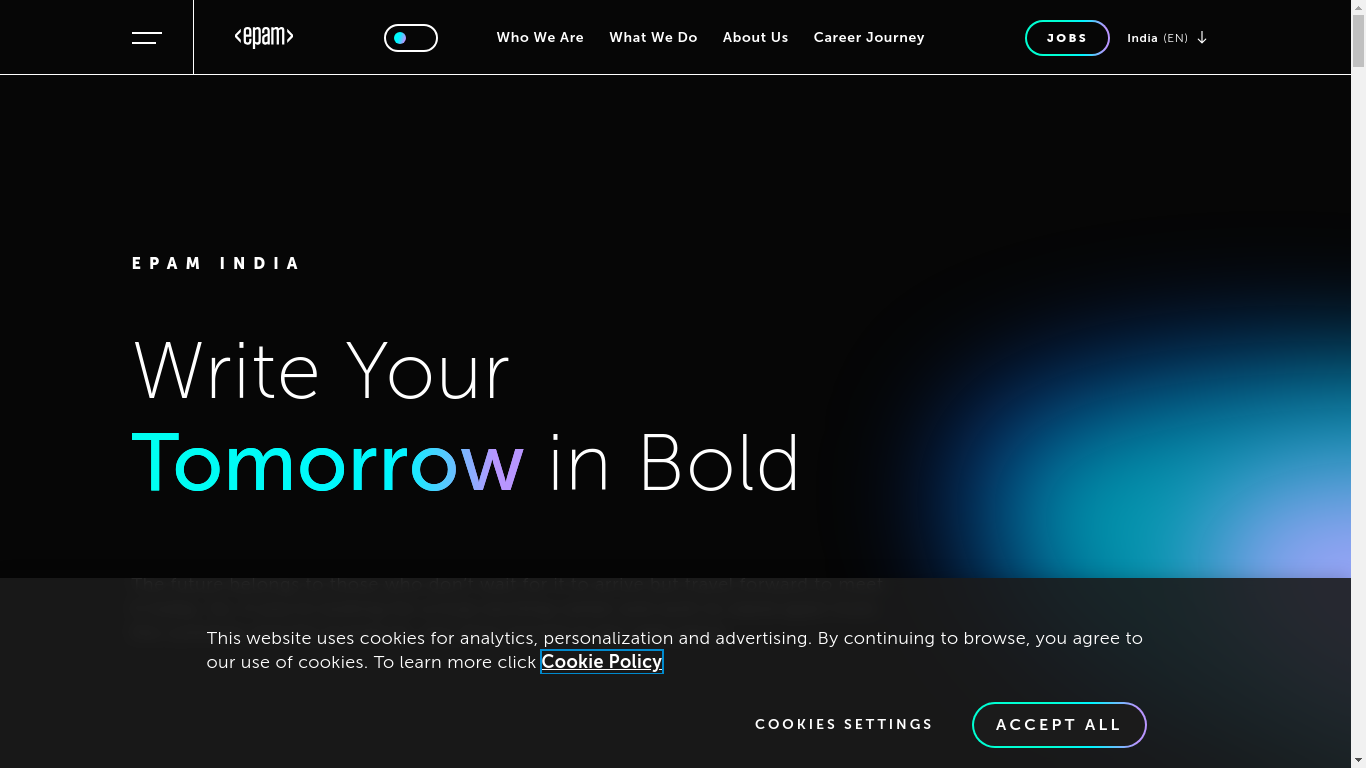 <epam>
Who We Are
What We Do
About Us
Career Journey
JOBS
India (EN)
EPAM INDIA
Write Your
Tomorrow in Bold
This website uses cookies for analytics, personalization and advertising. By continuing to browse, you agree to
our use of cookies. To learn more click Cookie Policy
COOKIES SETTINGS
ACCEPT ALL